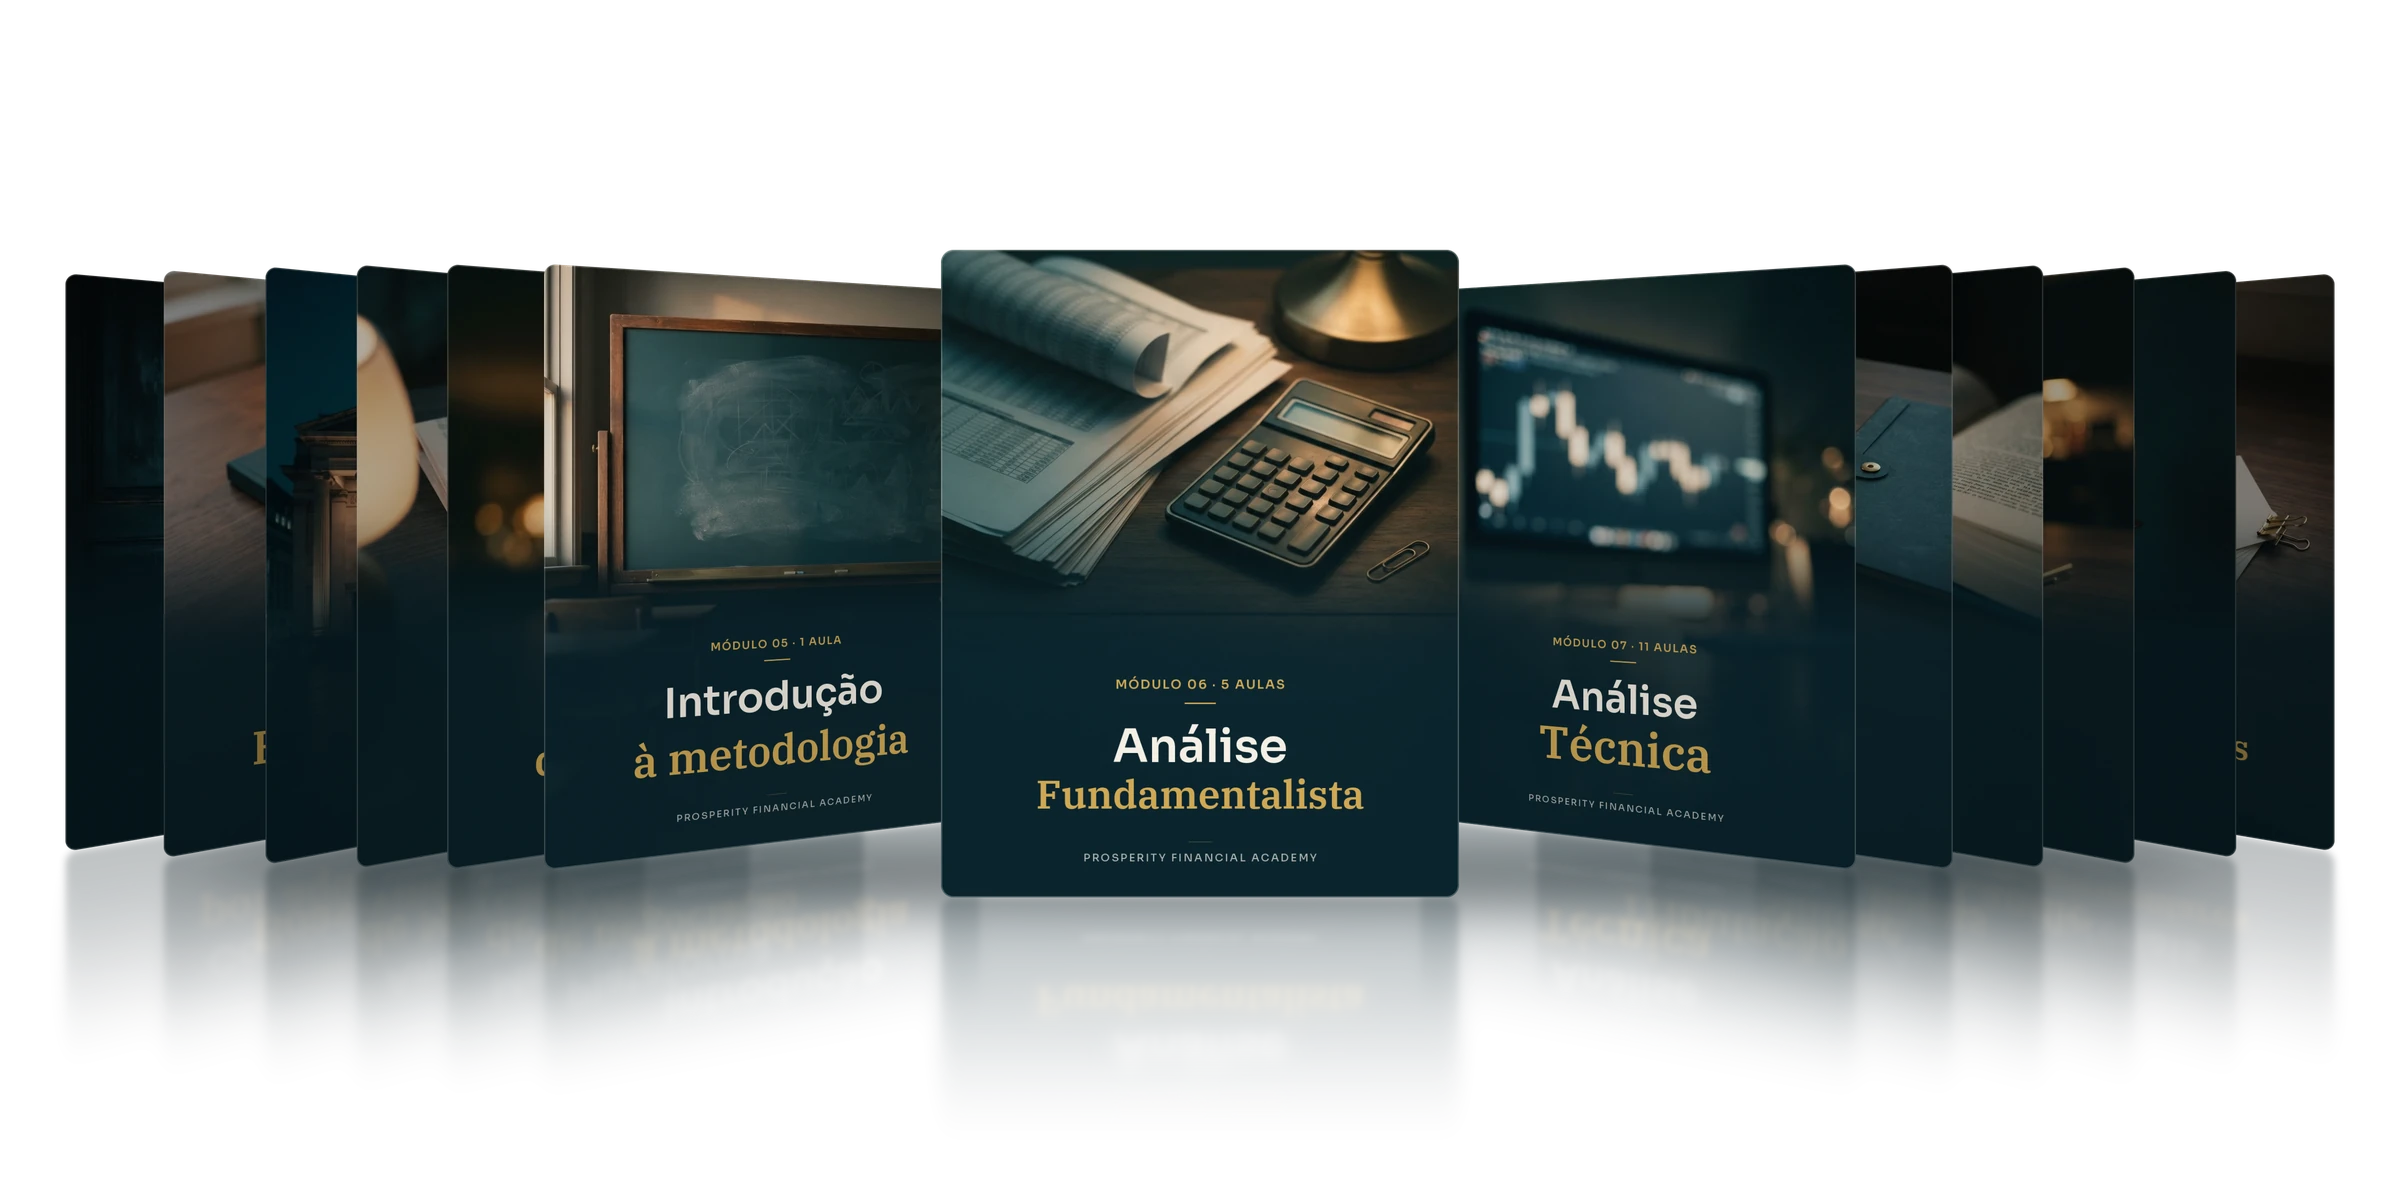 MÓDULO 05 · 1 AULA
Introdução
à metodologia
PROSPERITY FINANCIAL ACADEMY
MÓDULO 06 · 5 AULAS
Análise
Fundamentalista
PROSPERITY FINANCIAL ACADEMY
MÓDULO 07 · 11 AULAS
Análise
Técnica
PROSPERITY FINANCIAL ACADEMY
s